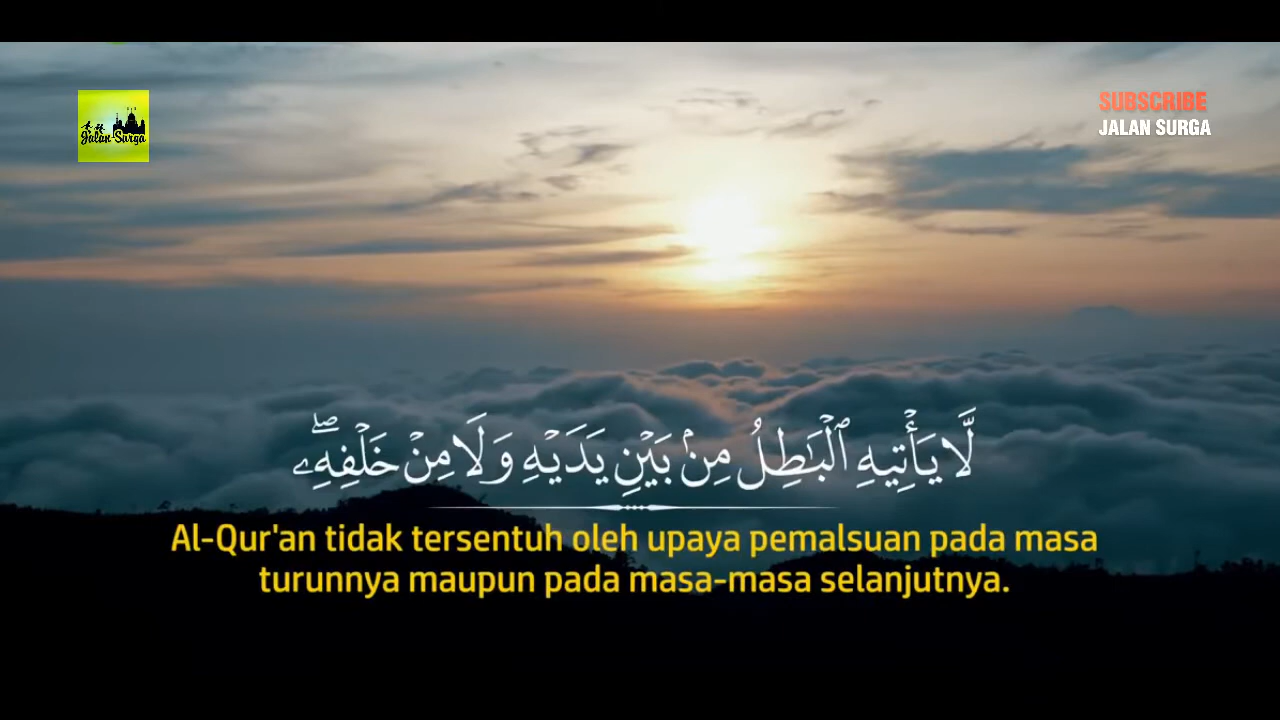 Jalan Surga
SUBSCRIBE
JALAN SURGA
لَّا يَأْتِيهِ ٱلْبَٰطِلُ مِنۢ بَيْنِ يَدَيْهِ وَلَا مِنْ خَلْفِهِۦۖ
Al-Qur'an tidak tersentuh oleh upaya pemalsuan pada masa
turunnya maupun pada masa-masa selanjutnya.